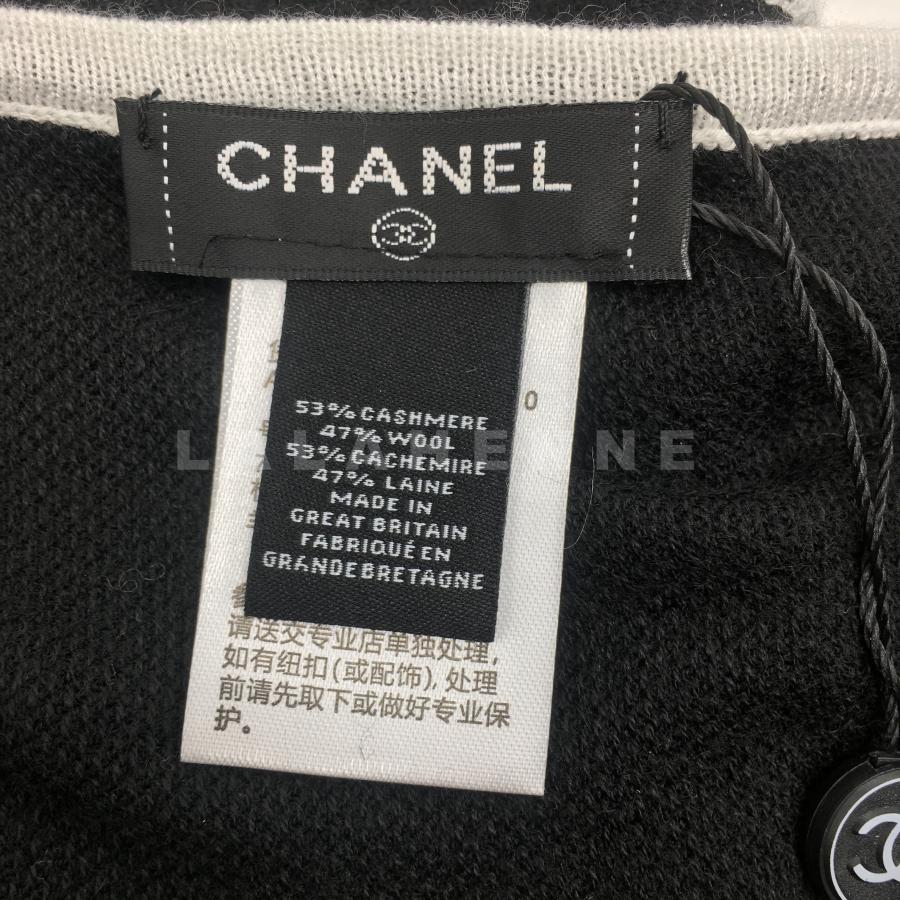 CHANEL
53% CASHMERE
47% WOOL
LALAHENNE
53% CACHEMIRE
47% LAINE
MADE IN
GREAT BRITAIN
FABRIQUÉ EN
GRANDE BRETAGNE
0
请送交专业店单独处理,
如有纽扣(或配饰),处理
前请先取下或做好专业保
护。